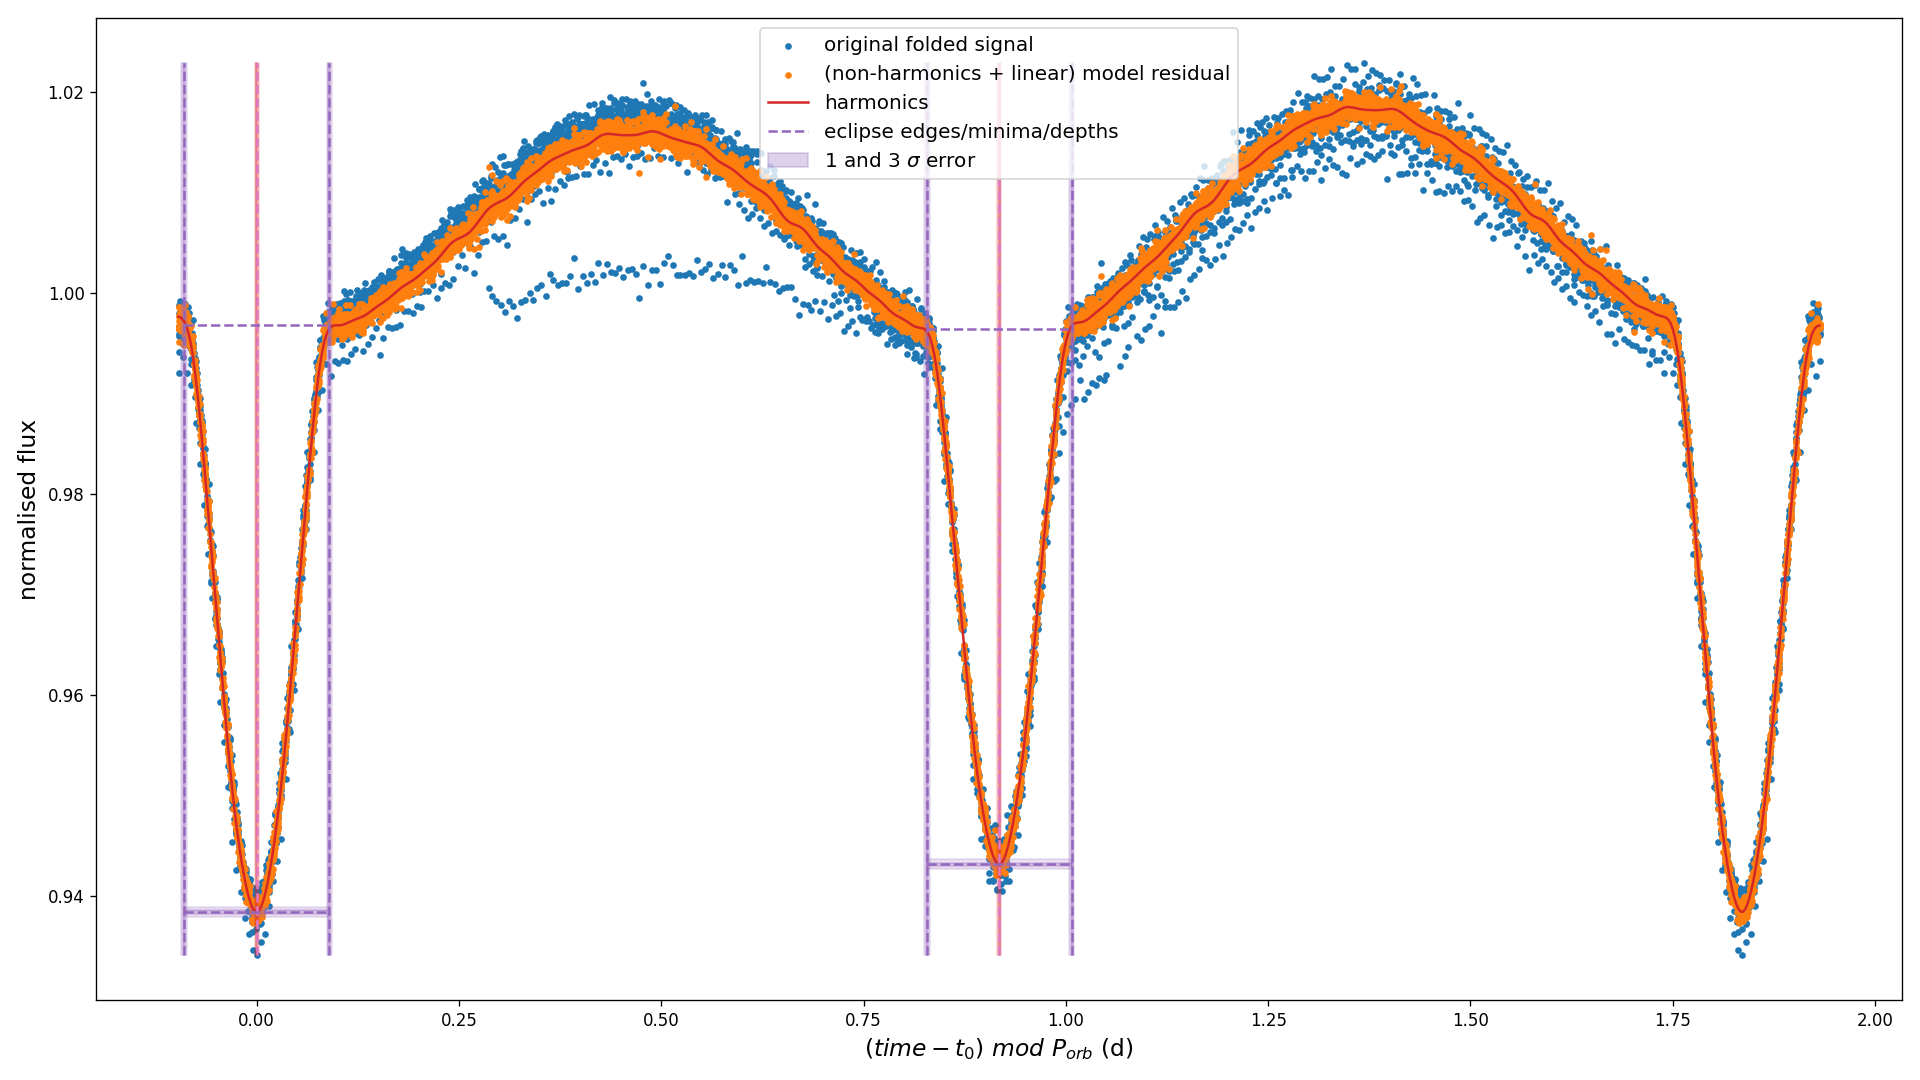 original folded signal
(non-harmonics + linear) model residual
harmonics
eclipse edges/minima/depths
1 and 3 σ error
normalised flux
1.02
1.00
0.98
0.96
0.94
0.00 0.25 0.50 0.75 1.00 1.25 1.50 1.75 2.00
(time − t₀) mod P_orb (d)